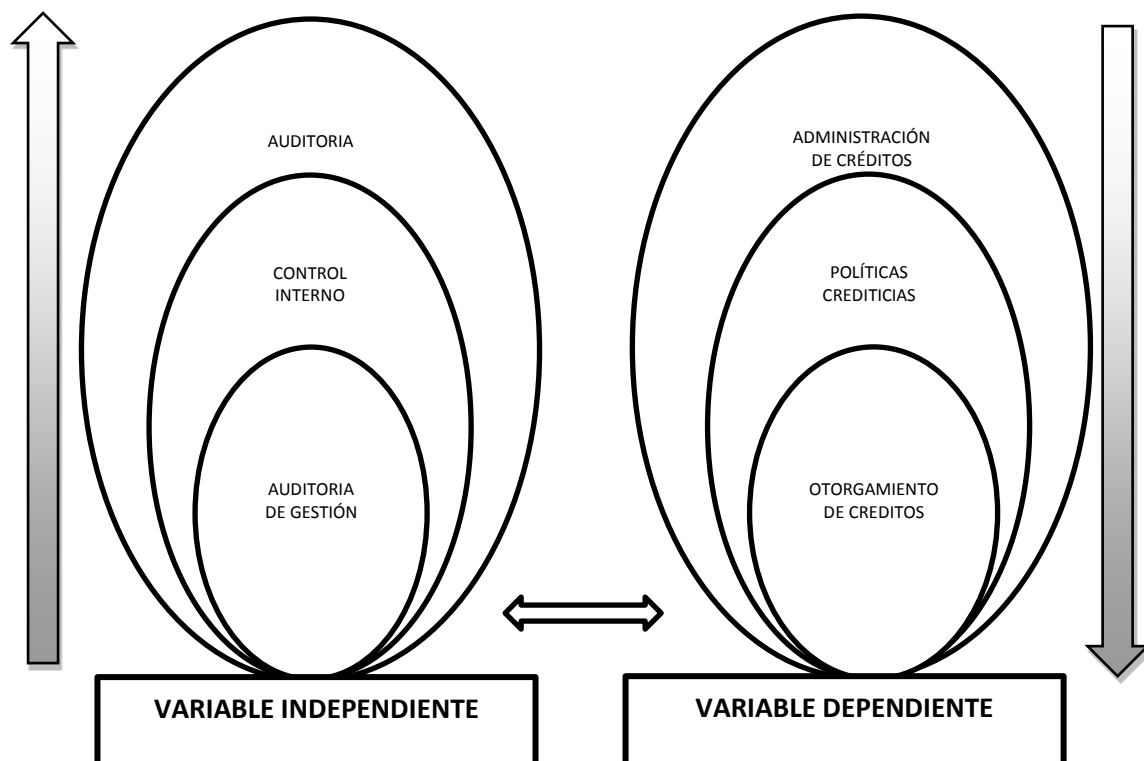 AUDITORIA
CONTROL
INTERNO
AUDITORIA
DE GESTIÓN
VARIABLE INDEPENDIENTE
ADMINISTRACIÓN
DE CRÉDITOS
POLÍTICAS
CREDITICIAS
OTORGAMIENTO
DE CREDITOS
VARIABLE DEPENDIENTE